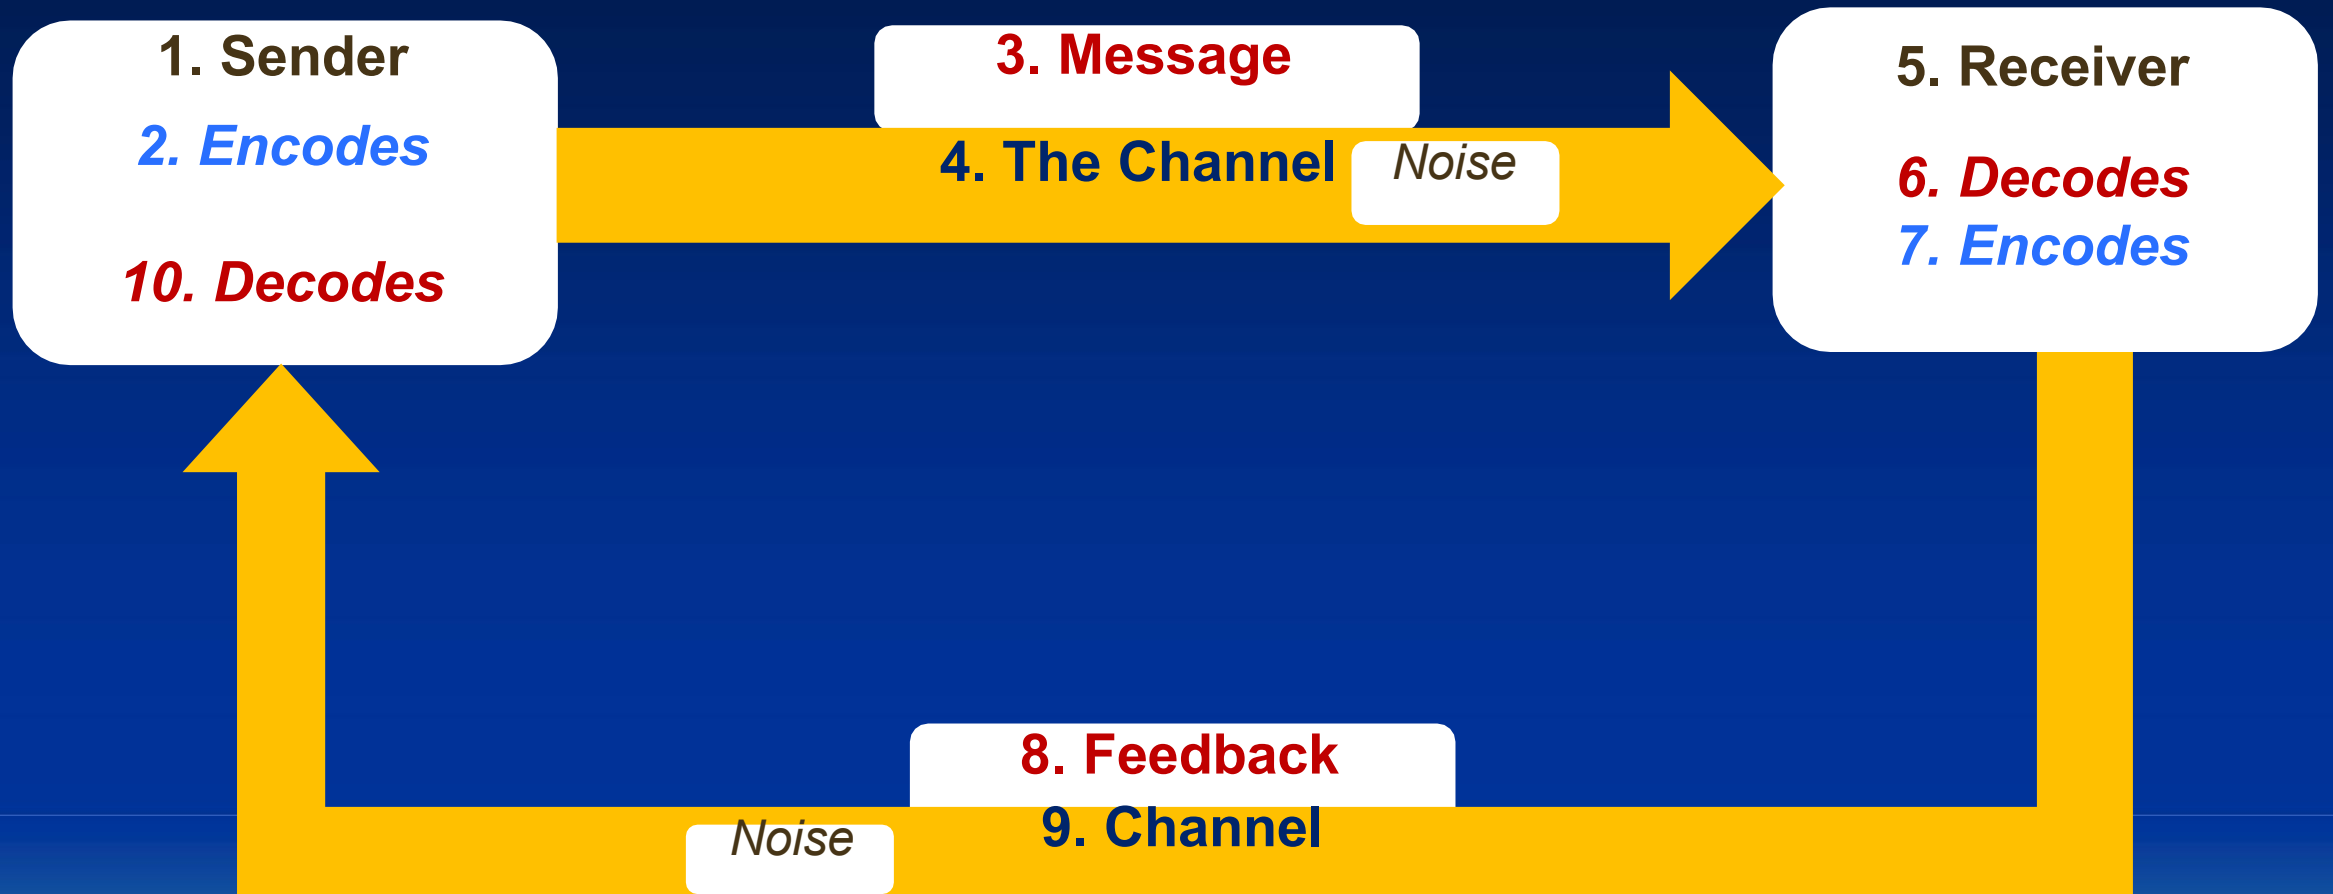 1. Sender
2. Encodes
10. Decodes
3. Message
4. The Channel
Noise
5. Receiver
6. Decodes
7. Encodes
8. Feedback
9. Channel
Noise